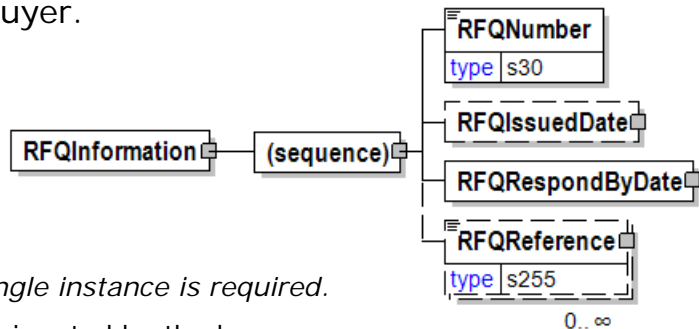 uyer.
RFQNumber
type s30
RFQIssuedDate
RFQInformation
(sequence)
RFQRespondByDate
RFQReference
type s255
ngle instance is required.
0..∞